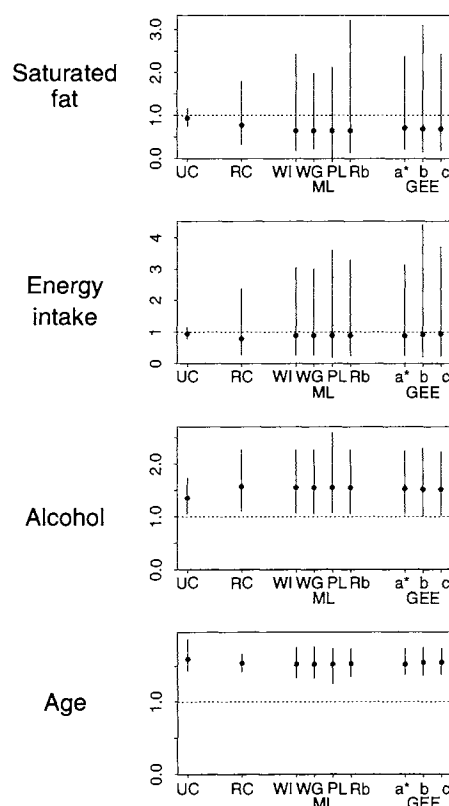 Saturated
fat
3.0
2.0
1.0
0.0
UC RC WI WG PL Rb a* b c
ML GEE
Energy
intake
4
3
2
1
0
UC RC WI WG PL Rb a* b c
ML GEE
Alcohol
2.0
1.0
0.0
UC RC WI WG PL Rb a* b c
ML GEE
Age
1.0
0.0
UC RC WI WG PL Rb a* b c
ML GEE